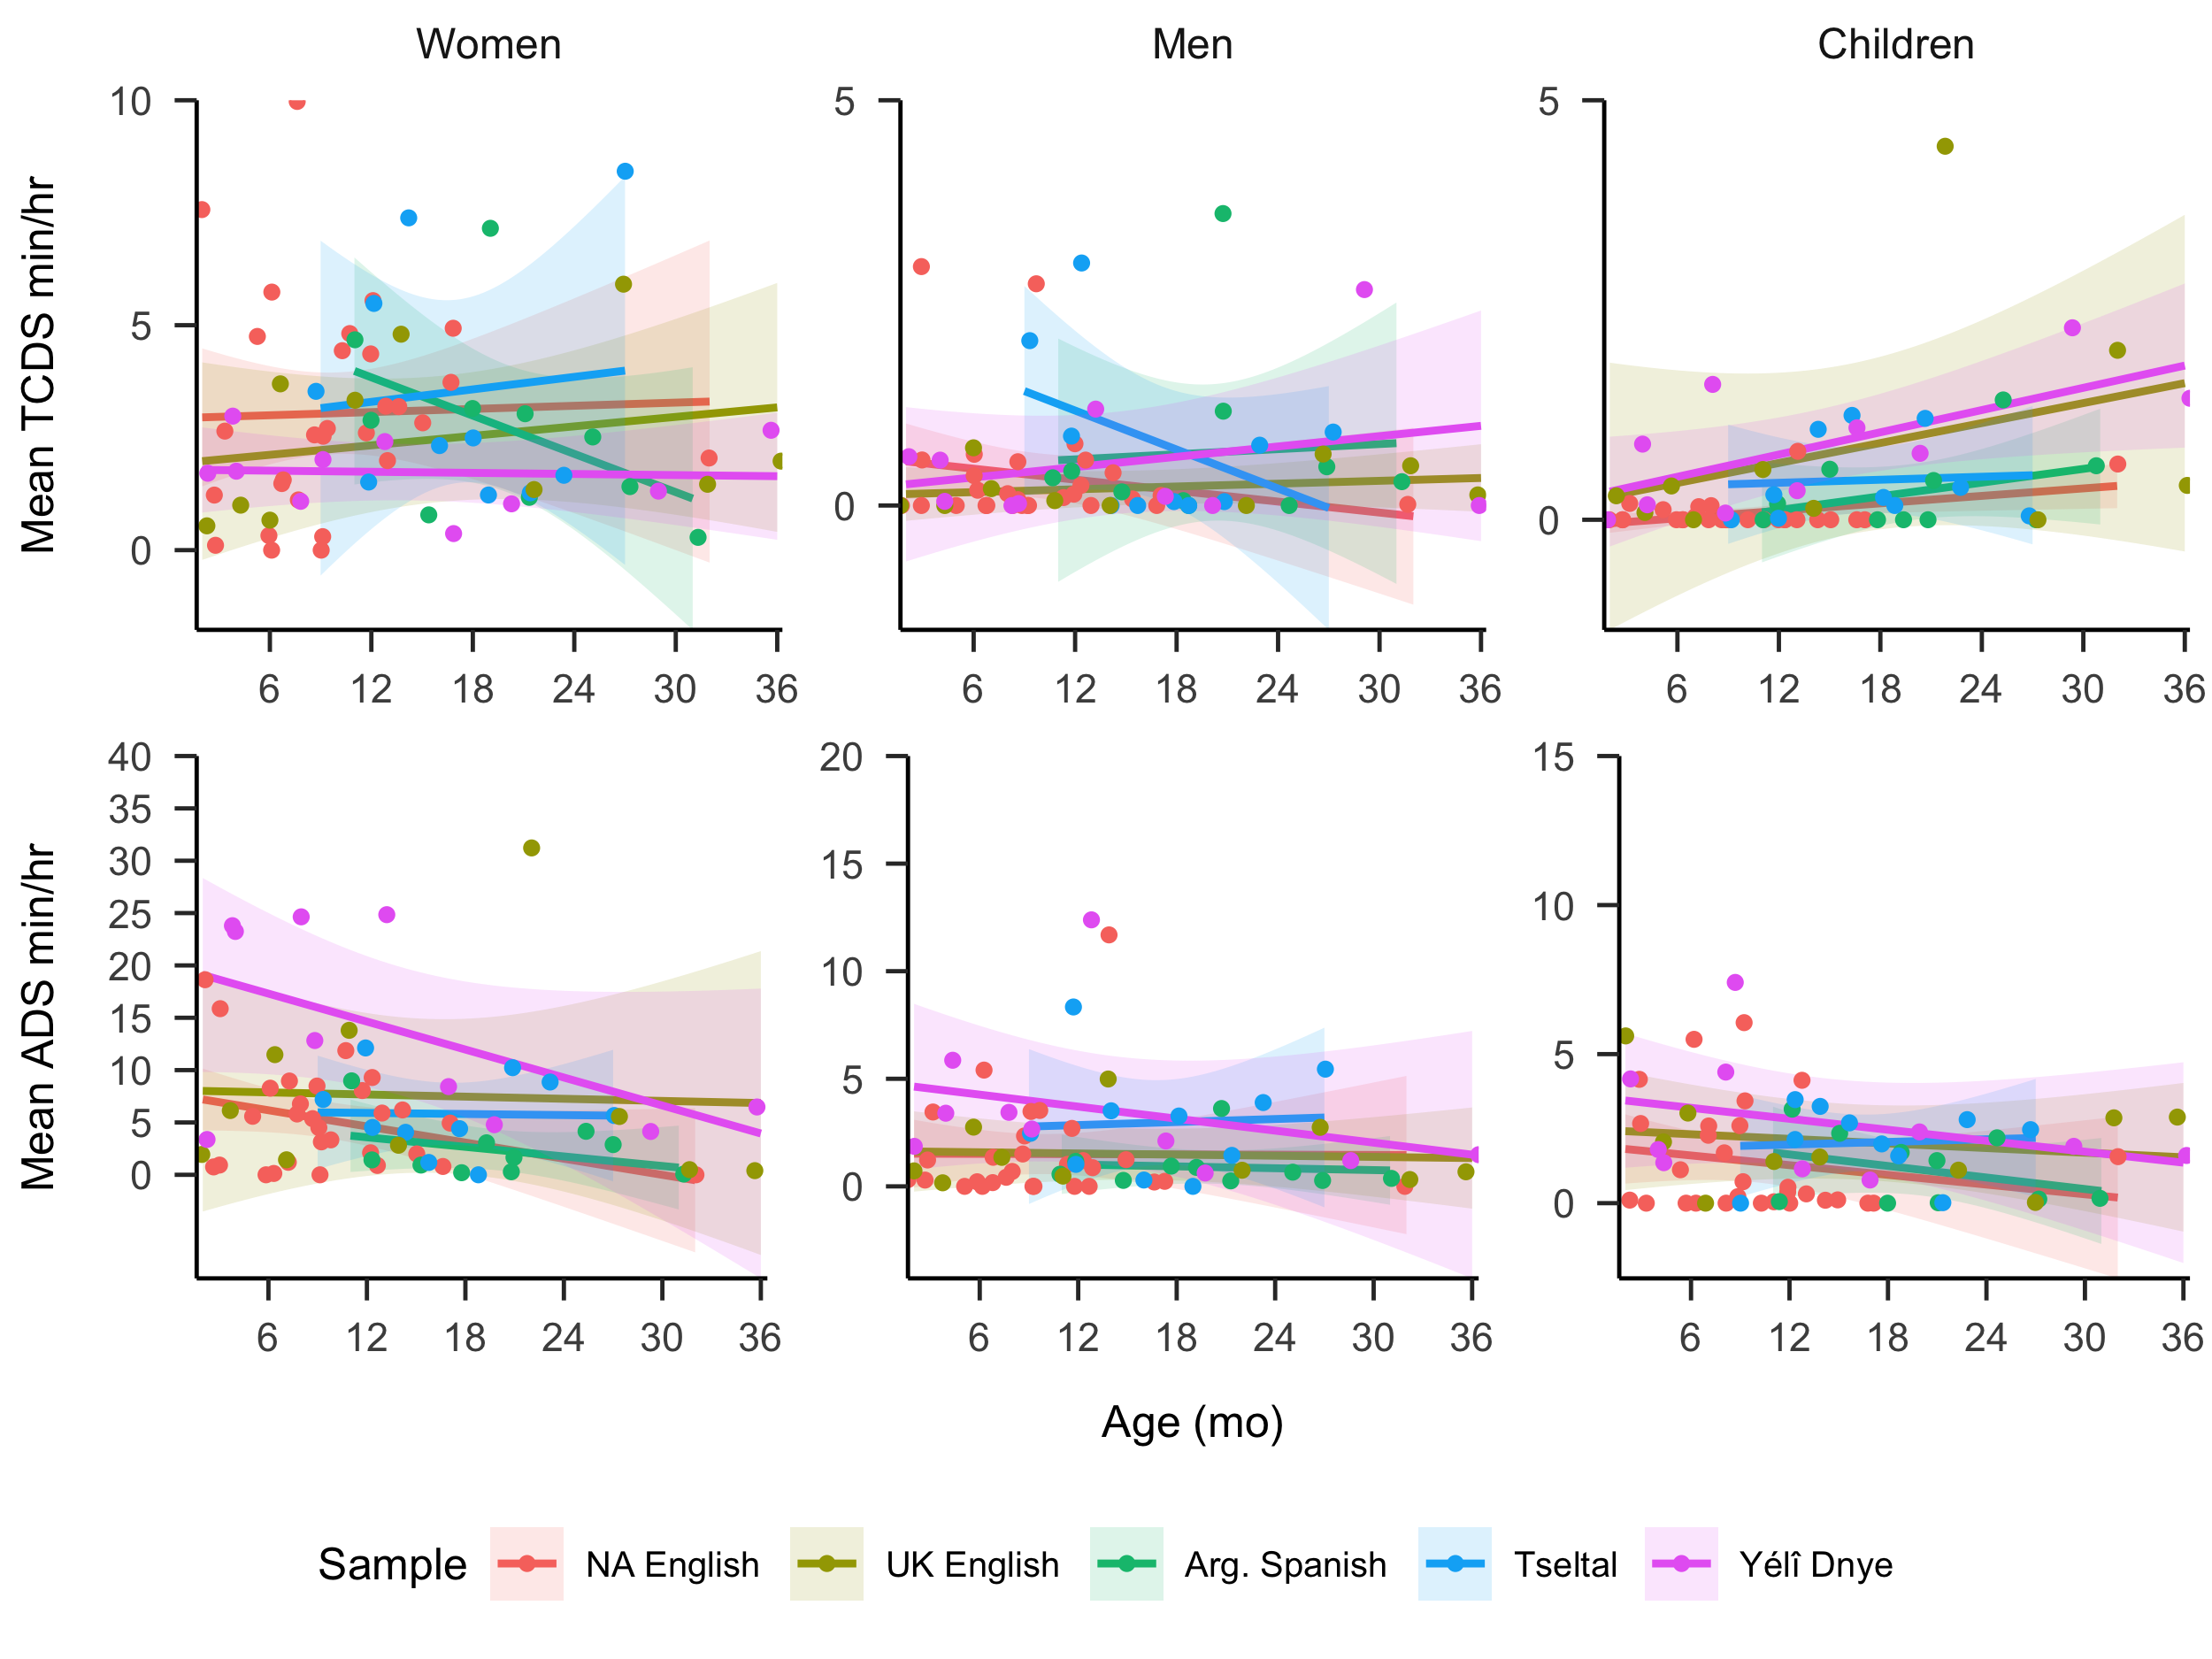 Women Men Children
Mean TCDS min/hr
10
5
0
5
0
5
0
6 12 18 24 30 36
6 12 18 24 30 36
6 12 18 24 30 36
Mean ADS min/hr
40
35
30
25
20
15
10
5
0
20
15
10
5
0
15
10
5
0
6 12 18 24 30 36
6 12 18 24 30 36
6 12 18 24 30 36
Age (mo)
Sample NA English UK English Arg. Spanish Tseltal Yélî Dnye